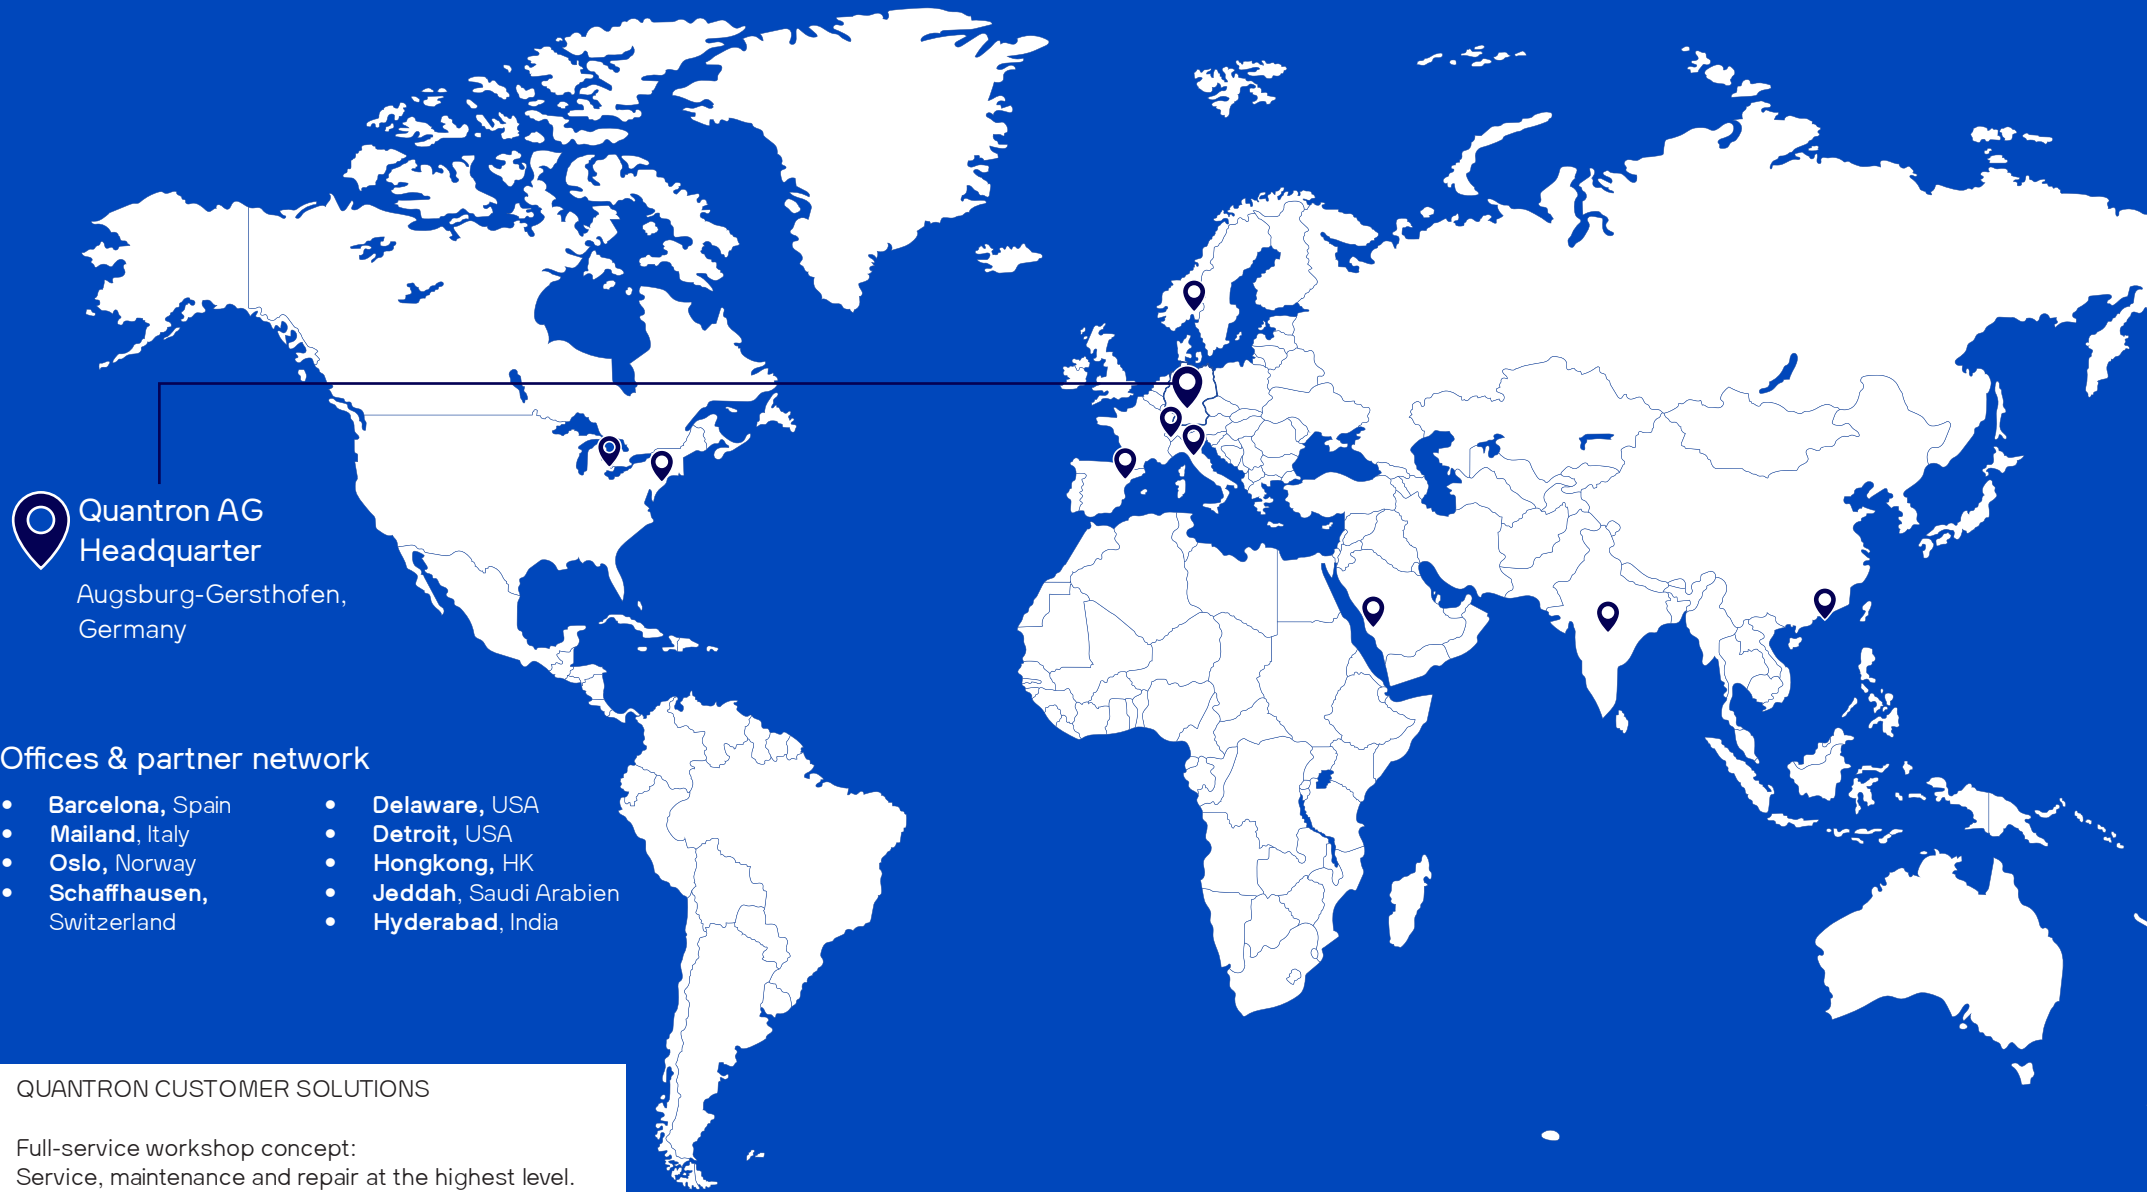 Quantron AG
Headquarter
Augsburg-Gersthofen,
Germany
Offices & partner network
• Barcelona, Spain
• Mailand, Italy
• Oslo, Norway
• Schaffhausen,
Switzerland
• Delaware, USA
• Detroit, USA
• Hongkong, HK
• Jeddah, Saudi Arabien
• Hyderabad, India
QUANTRON CUSTOMER SOLUTIONS
Full-service workshop concept:
Service, maintenance and repair at the highest level.